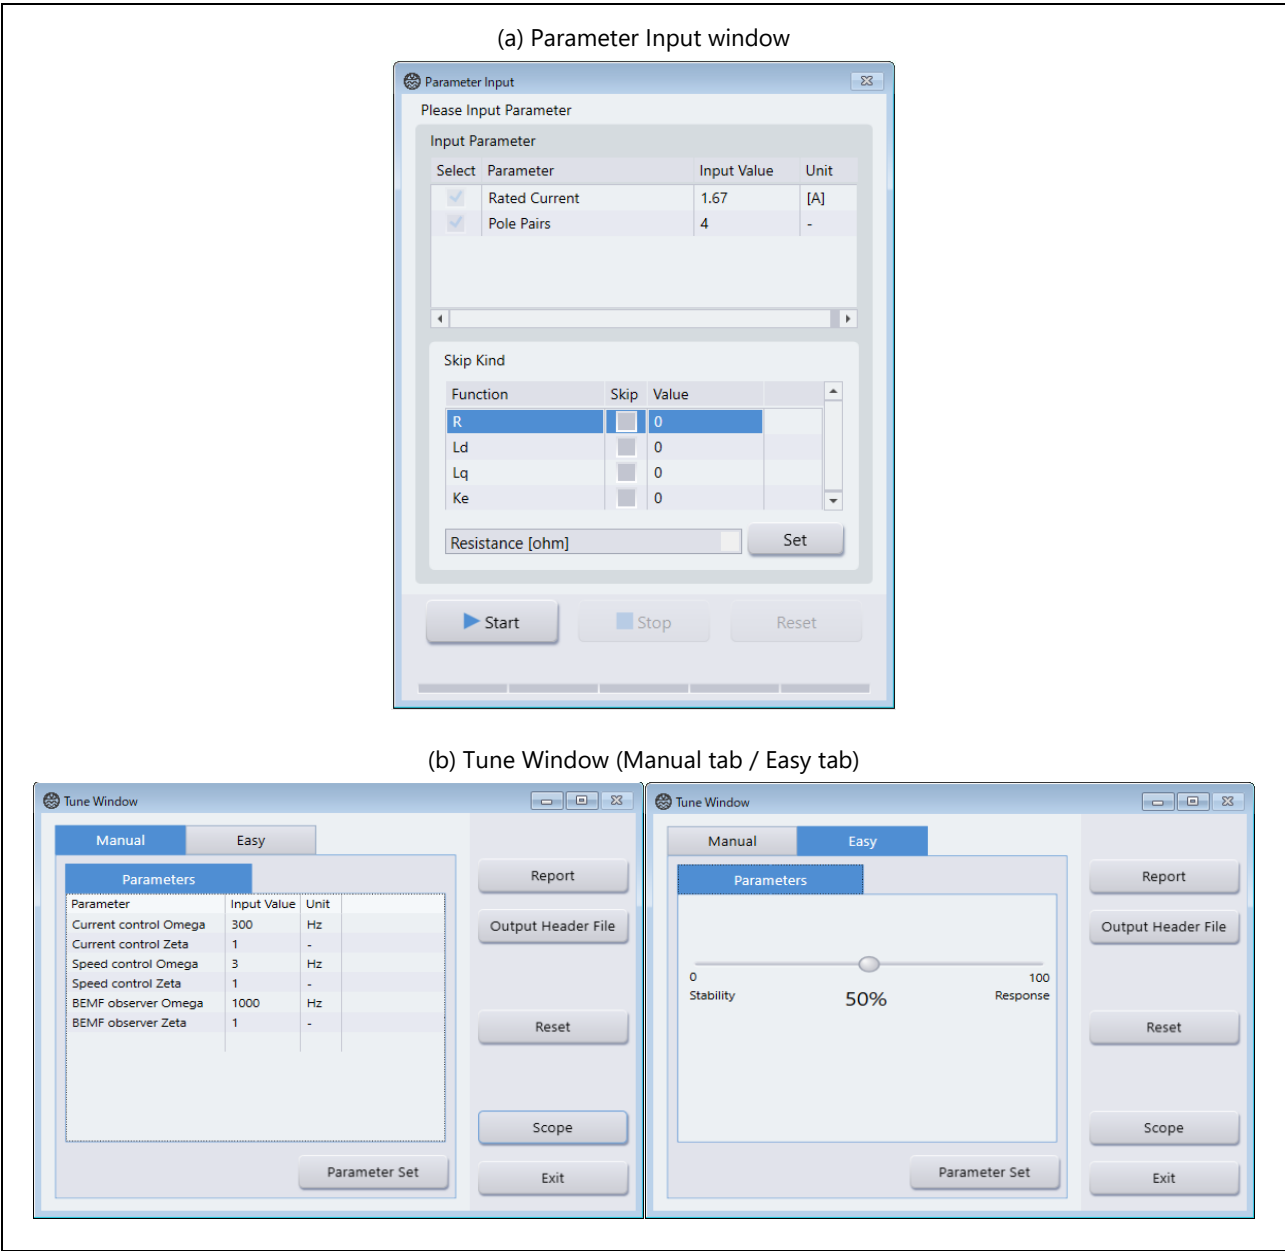 (a) Parameter Input window
Parameter Input
Please Input Parameter
Input Parameter
Select Parameter Input Value Unit
Rated Current 1.67 [A]
Pole Pairs 4 -
Skip Kind
Function Skip Value
R 0
Ld 0
Lq 0
Ke 0
Resistance [ohm] Set
Start Stop Reset
(b) Tune Window (Manual tab / Easy tab)
Tune Window
Manual Easy
Parameters
Parameter Input Value Unit
Current control Omega 300 Hz
Current control Zeta 1 -
Speed control Omega 3 Hz
Speed control Zeta 1 -
BEMF observer Omega 1000 Hz
BEMF observer Zeta 1 -
Parameter Set
Report
Output Header File
Reset
Scope
Exit
Tune Window
Manual Easy
Parameters
0 100
Stability 50% Response
Parameter Set
Report
Output Header File
Reset
Scope
Exit